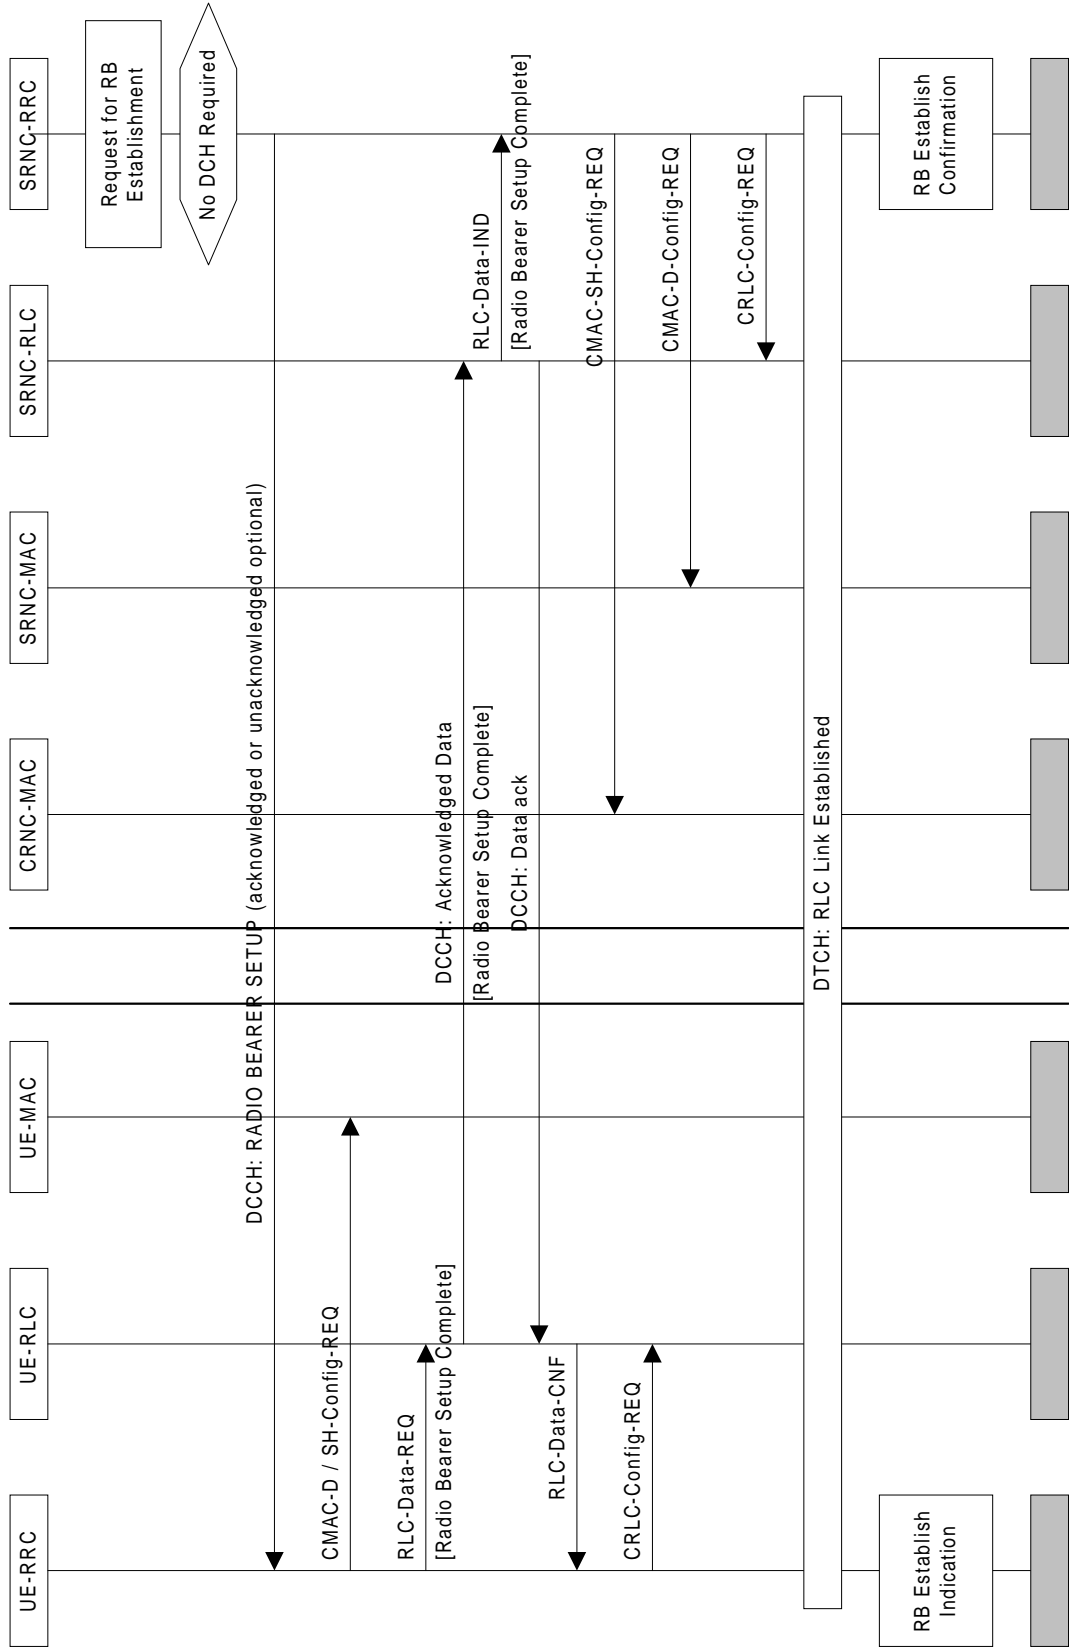 UE-RRC
UE-RLC
UE-MAC
CRNC-MAC
SRNC-MAC
SRNC-RLC
SRNC-RRC
Request for RB
Establishment
No DCH Required
DCCH: RADIO BEARER SETUP (acknowledged or unacknowledged optional)
CMAC-D / SH-Config-REQ
RLC-Data-REQ
[Radio Bearer Setup Complete]
DCCH: Acknowledged Data
[Radio Bearer Setup Complete]
RLC-Data-IND
[Radio Bearer Setup Complete]
DCCH: Data ack
RLC-Data-CNF
CMAC-SH-Config-REQ
CRLC-Config-REQ
CMAC-D-Config-REQ
CRLC-Config-REQ
DTCH: RLC Link Established
RB Establish
Indication
RB Establish
Confirmation